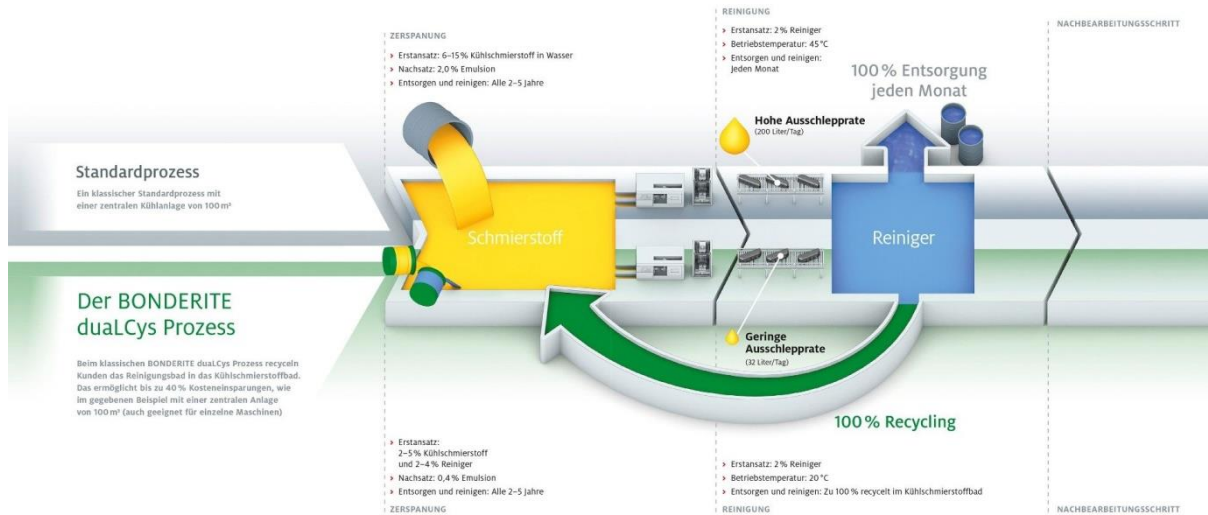 ZERSPANUNG
› Erstansatz: 6–15% Kühlschmierstoff in Wasser
› Nachsatz: 2,0% Emulsion
› Entsorgen und reinigen: Alle 2–5 Jahre
REINIGUNG
› Erstansatz: 2% Reiniger
› Betriebstemperatur: 45°C
› Entsorgen und reinigen:
Jeden Monat
NACHBEARBEITUNGSSCHRITT
100% Entsorgung
jeden Monat
Hohe Ausschlepprate
(200 Liter/Tag)
Standardprozess
Ein klassischer Standardprozess mit
einer zentralen Kühlanlage von 100m³
Schmierstoff
Reiniger
Der BONDERITE
duaLCys Prozess
Beim klassischen BONDERITE duaLCys Prozess recyceln
Kunden das Reinigungsbad in das Kühlschmierstoffbad.
Das ermöglicht bis zu 40% Kosteneinsparungen, wie
im gegebenen Beispiel mit einer zentralen Anlage
von 100m³ (auch geeignet für einzelne Maschinen)
Geringe
Ausschlepprate
(32 Liter/Tag)
100% Recycling
› Erstansatz:
2–5% Kühlschmierstoff
und 2–4% Reiniger
› Nachsatz: 0,4% Emulsion
› Entsorgen und reinigen: Alle 2–5 Jahre
ZERSPANUNG
› Erstansatz: 2% Reiniger
› Betriebstemperatur: 20°C
› Entsorgen und reinigen: Zu 100% recycelt im Kühlschmierstoffbad
REINIGUNG
NACHBEARBEITUNGSSCHRITT